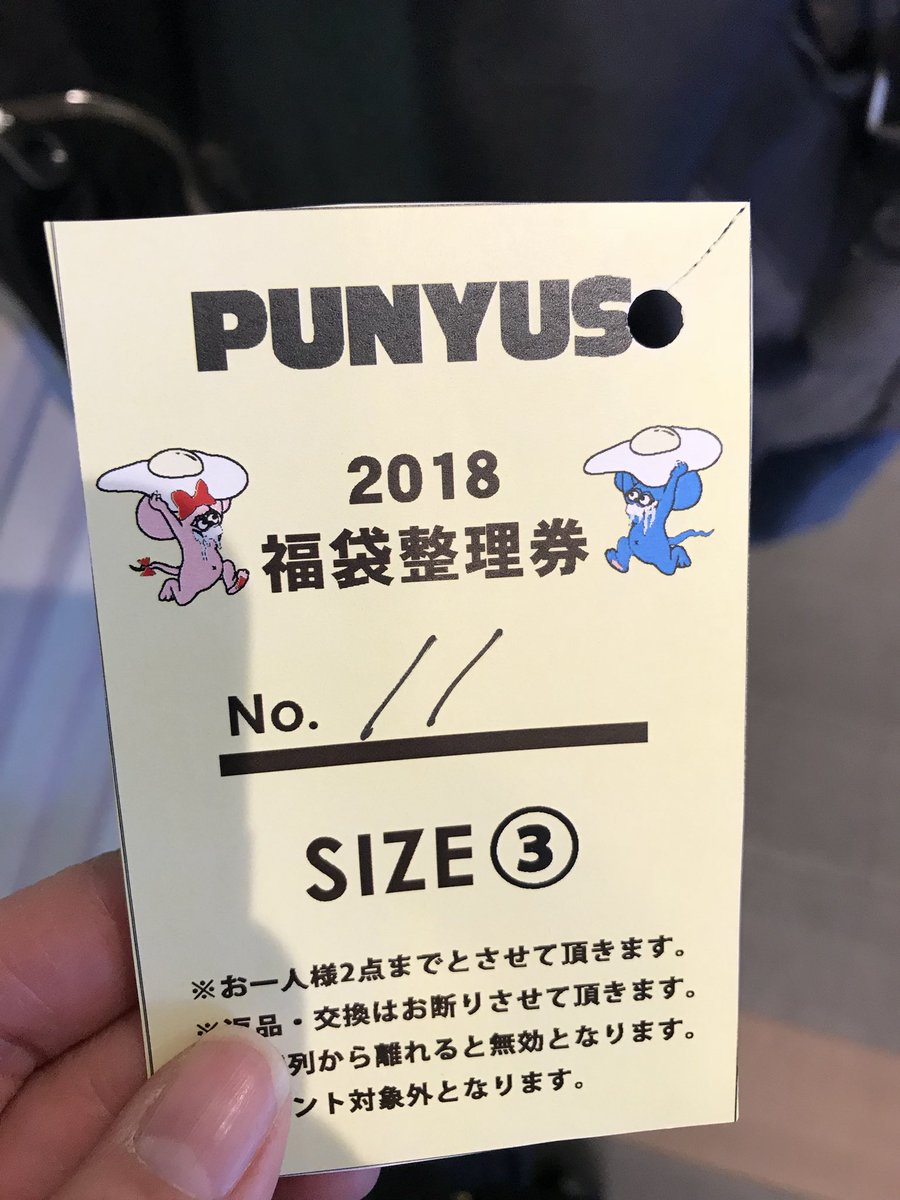 PUNYUS
2018
福袋整理券
No. 11
SIZE ③
※お一人様2点までとさせて頂きます。
※返品・交換はお断りさせて頂きます。
列から離れると無効となります。
ント対象外となります。